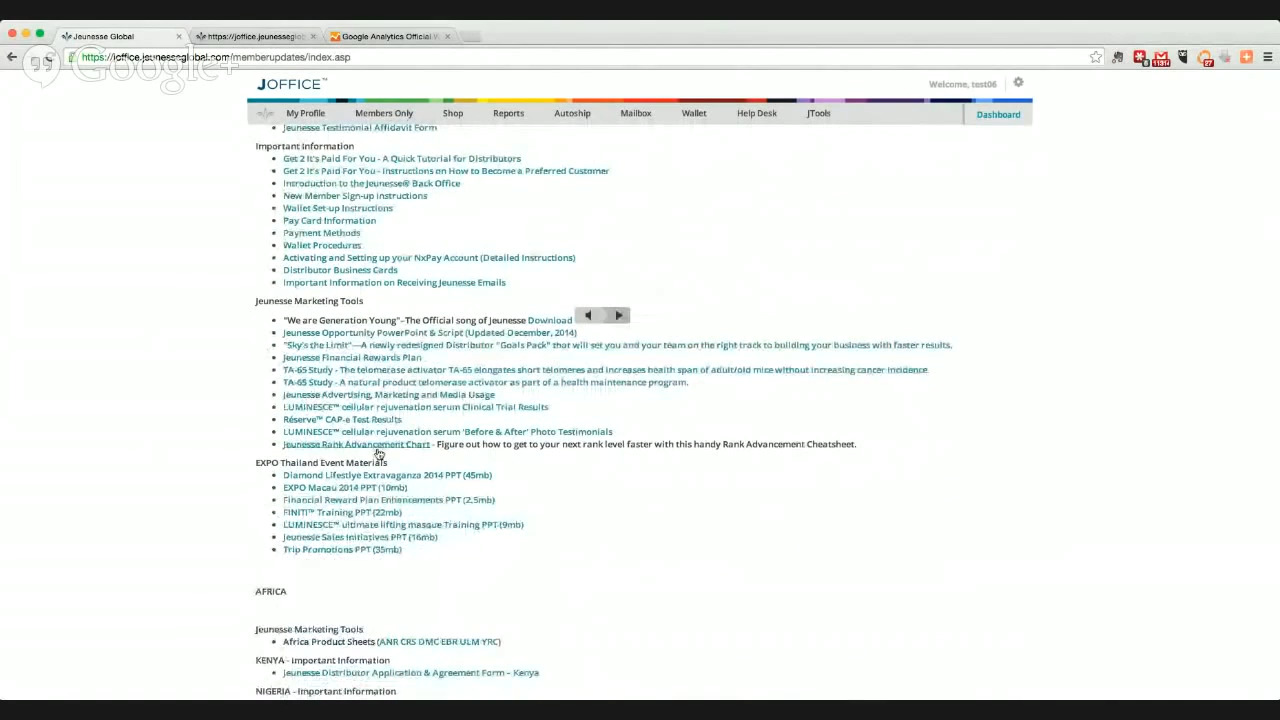 Jeunesse Global
https://joffice.jeunesseglo
Google Analytics Official W
https://joffice.jeunesseglobal.com/memberupdates/index.asp
Google+
JOFFICE™
Welcome, test06
My Profile Members Only Shop Reports Autoship Mailbox Wallet Help Desk JTools Dashboard
Jeunesse Testimonial Affidavit Form
Important Information
Get 2 It's Paid For You - A Quick Tutorial for Distributors
Get 2 It's Paid For You - Instructions on How to Become a Preferred Customer
Introduction to the Jeunesse® Back Office
New Member Sign-up Instructions
Wallet Set-up Instructions
Pay Card Information
Payment Methods
Wallet Procedures
Activating and Setting up your NxPay Account (Detailed Instructions)
Distributor Business Cards
Important Information on Receiving Jeunesse Emails
Jeunesse Marketing Tools
"We are Generation Young"–The Official song of Jeunesse Download
Jeunesse Opportunity PowerPoint & Script (Updated December, 2014)
"Sky's the Limit"—A newly redesigned Distributor "Goals Pack" that will set you and your team on the right track to building your business with faster results.
Jeunesse Financial Rewards Plan
TA-65 Study - The telomerase activator TA-65 elongates short telomeres and increases health span of adult/old mice without increasing cancer incidence.
TA-65 Study - A natural product telomerase activator as part of a health maintenance program.
Jeunesse Advertising, Marketing and Media Usage
LUMINESCE™ cellular rejuvenation serum Clinical Trial Results
Réserve™ CAP-e Test Results
LUMINESCE™ cellular rejuvenation serum 'Before & After' Photo Testimonials
Jeunesse Rank Advancement Chart - Figure out how to get to your next rank level faster with this handy Rank Advancement Cheatsheet.
EXPO Thailand Event Materials
Diamond Lifestlye Extravaganza 2014 PPT (45mb)
EXPO Macau 2014 PPT (10mb)
Financial Reward Plan Enhancements PPT (2.5mb)
FINITI™ Training PPT (22mb)
LUMINESCE™ ultimate lifting masque Training PPT (9mb)
Jeunesse Sales Initiatives PPT (16mb)
Trip Promotions PPT (35mb)
AFRICA
Jeunesse Marketing Tools
Africa Product Sheets (ANR CRS DMC EBR ULM YRC)
KENYA - Important Information
Jeunesse Distributor Application & Agreement Form – Kenya
NIGERIA - Important Information